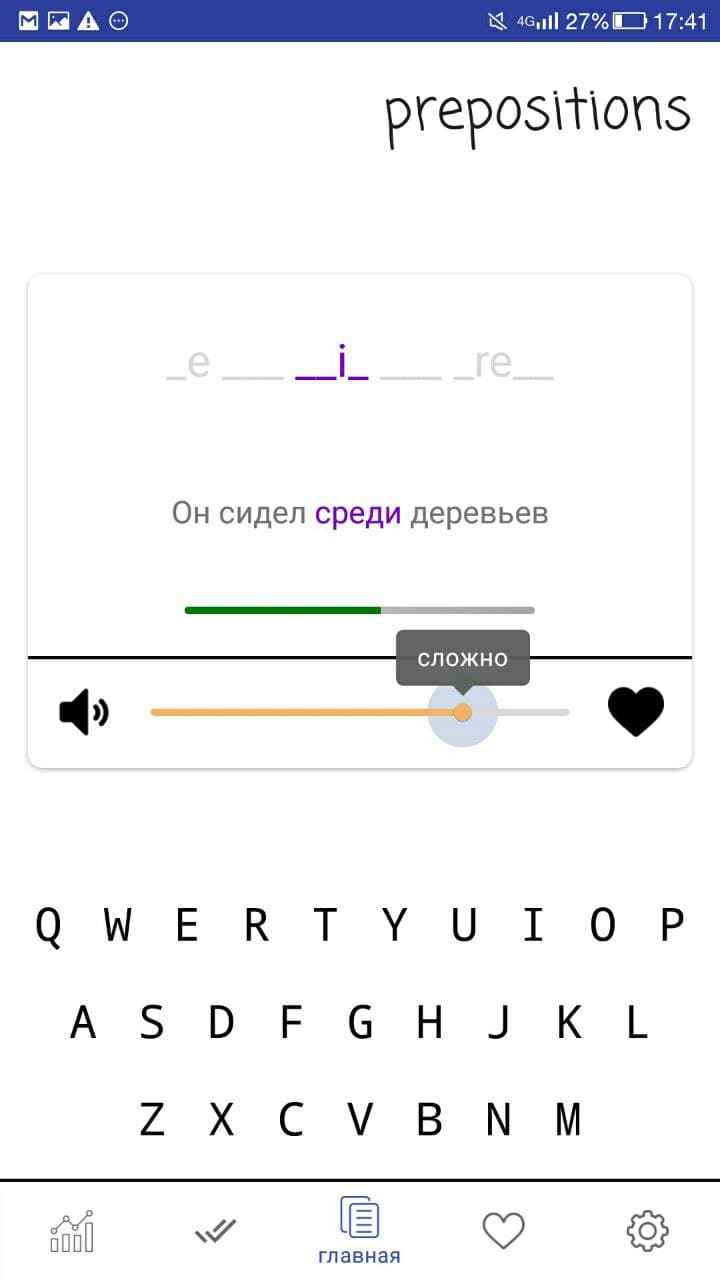 4G 27% 17:41
prepositions
_e ___ __i_ ___ _re__
Он сидел среди деревьев
сложно
Q W E R T Y U I O P
A S D F G H J K L
Z X C V B N M
главная